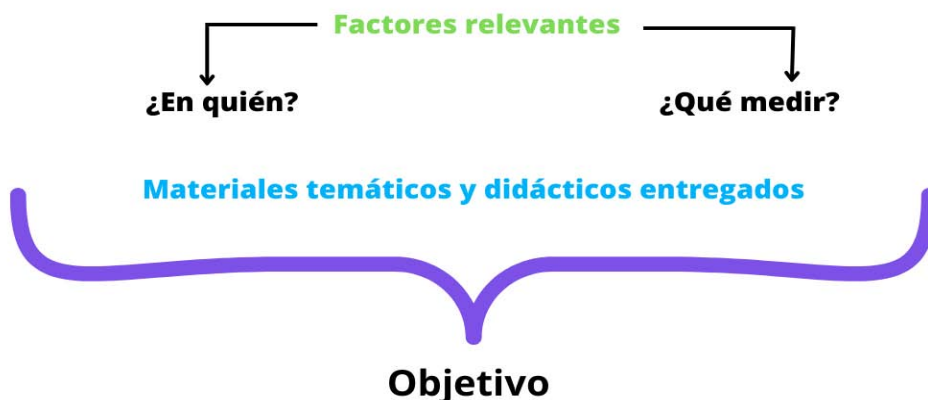 Factores relevantes
¿En quién?
¿Qué medir?
Materiales temáticos y didácticos entregados
Objetivo